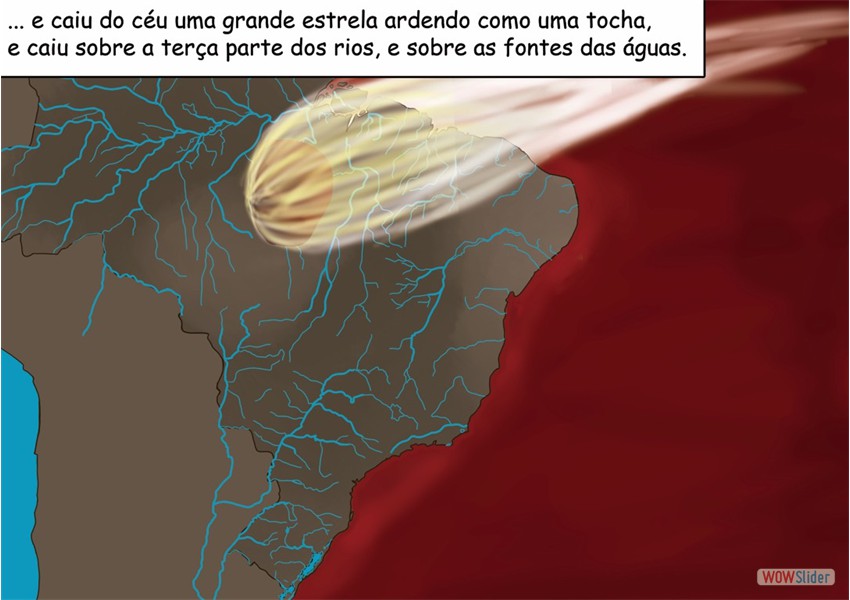 ... e caiu do céu uma grande estrela ardendo como uma tocha,
e caiu sobre a terça parte dos rios, e sobre as fontes das águas.
WOWSlider